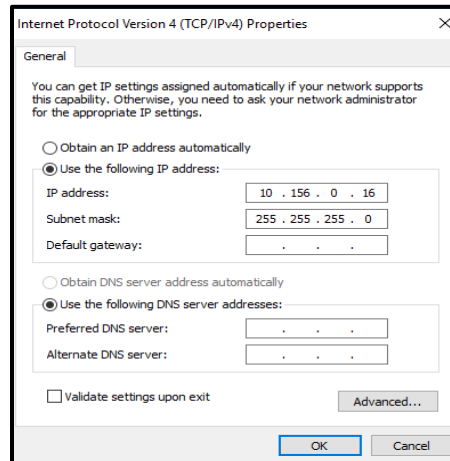 Internet Protocol Version 4 (TCP/IPv4) Properties
General
You can get IP settings assigned automatically if your network supports
this capability. Otherwise, you need to ask your network administrator
for the appropriate IP settings.
Obtain an IP address automatically
Use the following IP address:
IP address: 10 . 156 . 0 . 16
Subnet mask: 255 . 255 . 255 . 0
Default gateway: . . .
Obtain DNS server address automatically
Use the following DNS server addresses:
Preferred DNS server: . . .
Alternate DNS server: . . .
Validate settings upon exit
Advanced...
OK Cancel